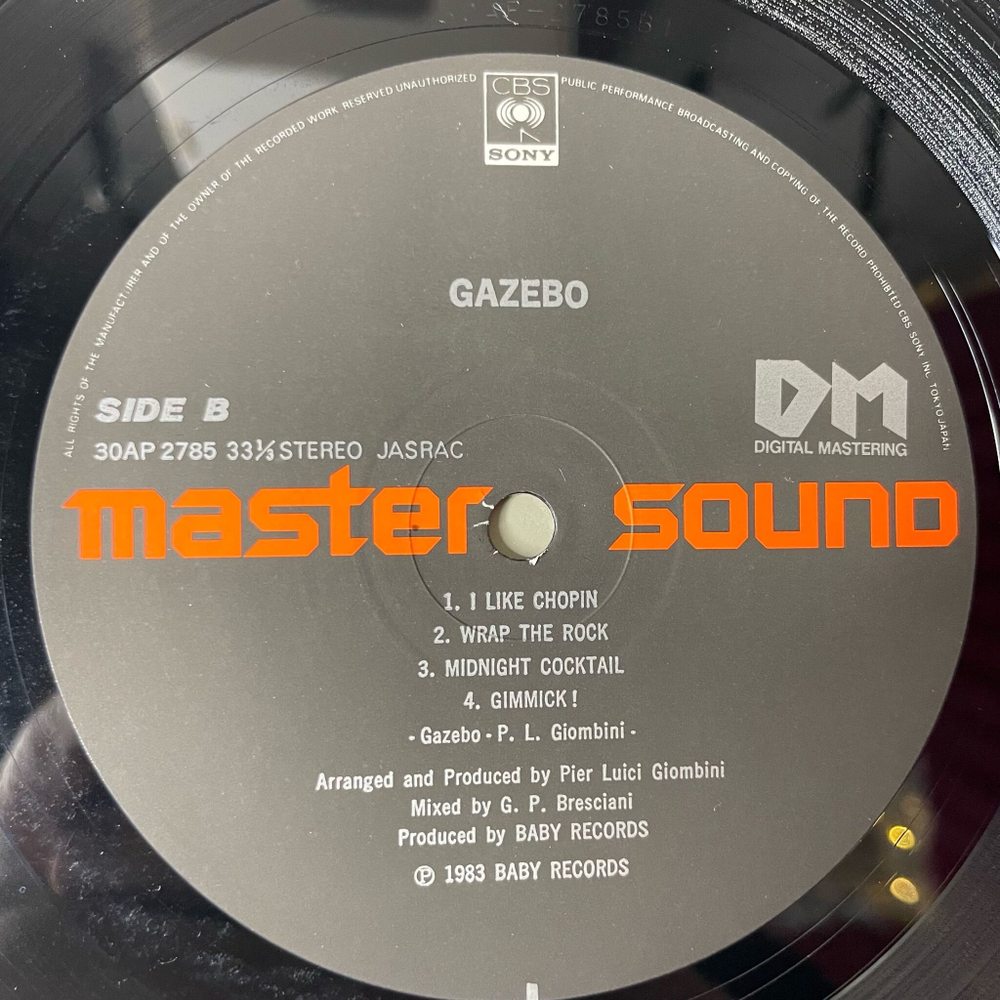 ALL RIGHTS OF THE MANUFACTURER AND OF THE OWNER OF THE RECORDED WORK RESERVED UNAUTHORIZED PUBLIC PERFORMANCE BROADCASTING AND COPYING OF THE RECORD PROHIBITED CBS SONY INC. TOKYO JAPAN
CBS
SONY
GAZEBO
SIDE B
DM
DIGITAL MASTERING
30AP 2785 33⅓ STEREO JASRAC
master sound
1. I LIKE CHOPIN
2. WRAP THE ROCK
3. MIDNIGHT COCKTAIL
4. GIMMICK!
- Gazebo - P. L. Giombini -
Arranged and Produced by Pier Luici Giombini
Mixed by G. P. Bresciani
Produced by BABY RECORDS
Ⓟ 1983 BABY RECORDS